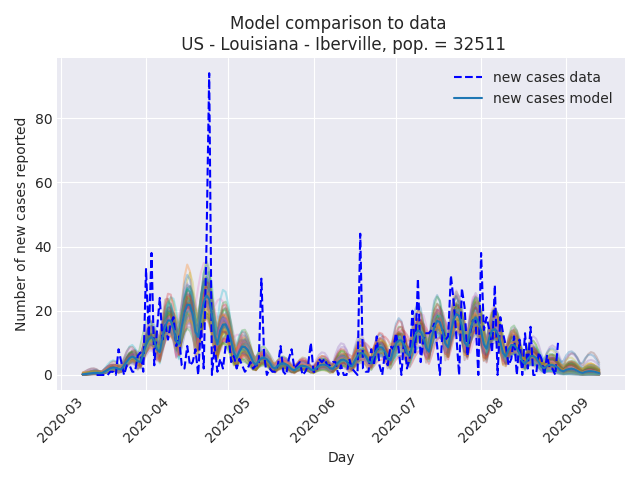 Model comparison to data
US - Louisiana - Iberville, pop. = 32511
new cases data
new cases model
Number of new cases reported
80
60
40
20
0
2020-03
2020-04
2020-05
2020-06
2020-07
2020-08
2020-09
Day